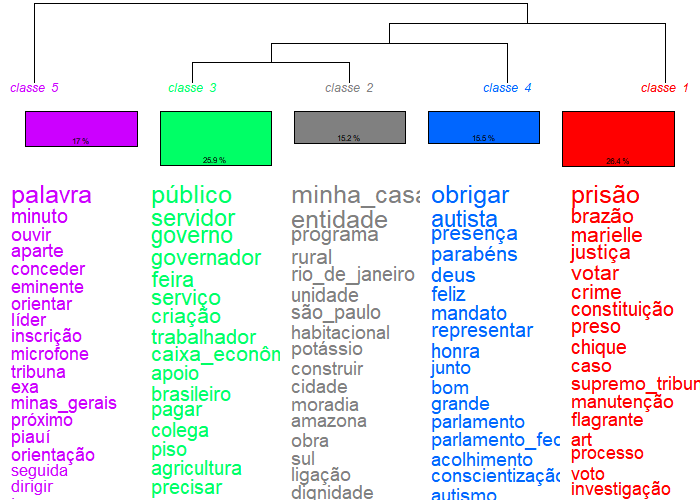 classe 5
classe 3
classe 2
classe 4
classe 1
17 %
25.9 %
15.2 %
15.5 %
26.4 %
palavra
minuto
ouvir
aparte
conceder
eminente
orientar
líder
inscrição
microfone
tribuna
exa
minas_gerais
próximo
piauí
orientação
seguida
dirigir
público
servidor
governo
governador
feira
serviço
criação
trabalhador
caixa_econôm
apoio
brasileiro
pagar
colega
piso
agricultura
precisar
minha_casa
entidade
programa
rural
rio_de_janeiro
unidade
são_paulo
habitacional
potássio
construir
cidade
moradia
amazona
obra
sul
ligação
dignidade
obrigar
autista
presença
parabéns
deus
feliz
mandato
representar
honra
junto
bom
grande
parlamento
parlamento_fed
acolhimento
conscientização
autismo
prisão
brazão
marielle
justiça
votar
crime
constituição
preso
chique
caso
supremo_tribun
manutenção
flagrante
art
processo
voto
investigação